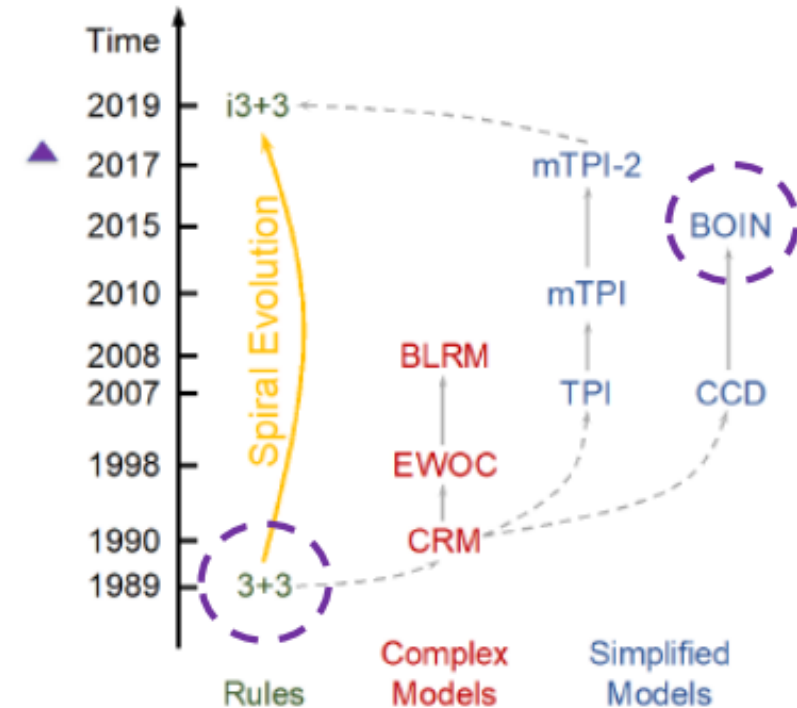 Time
2019 i3+3
2017 mTPI-2
2015 BOIN
2010 mTPI
Spiral Evolution
2008 BLRM
2007 TPI CCD
1998 EWOC
1990 CRM
1989 3+3
Rules
Complex
Models
Simplified
Models